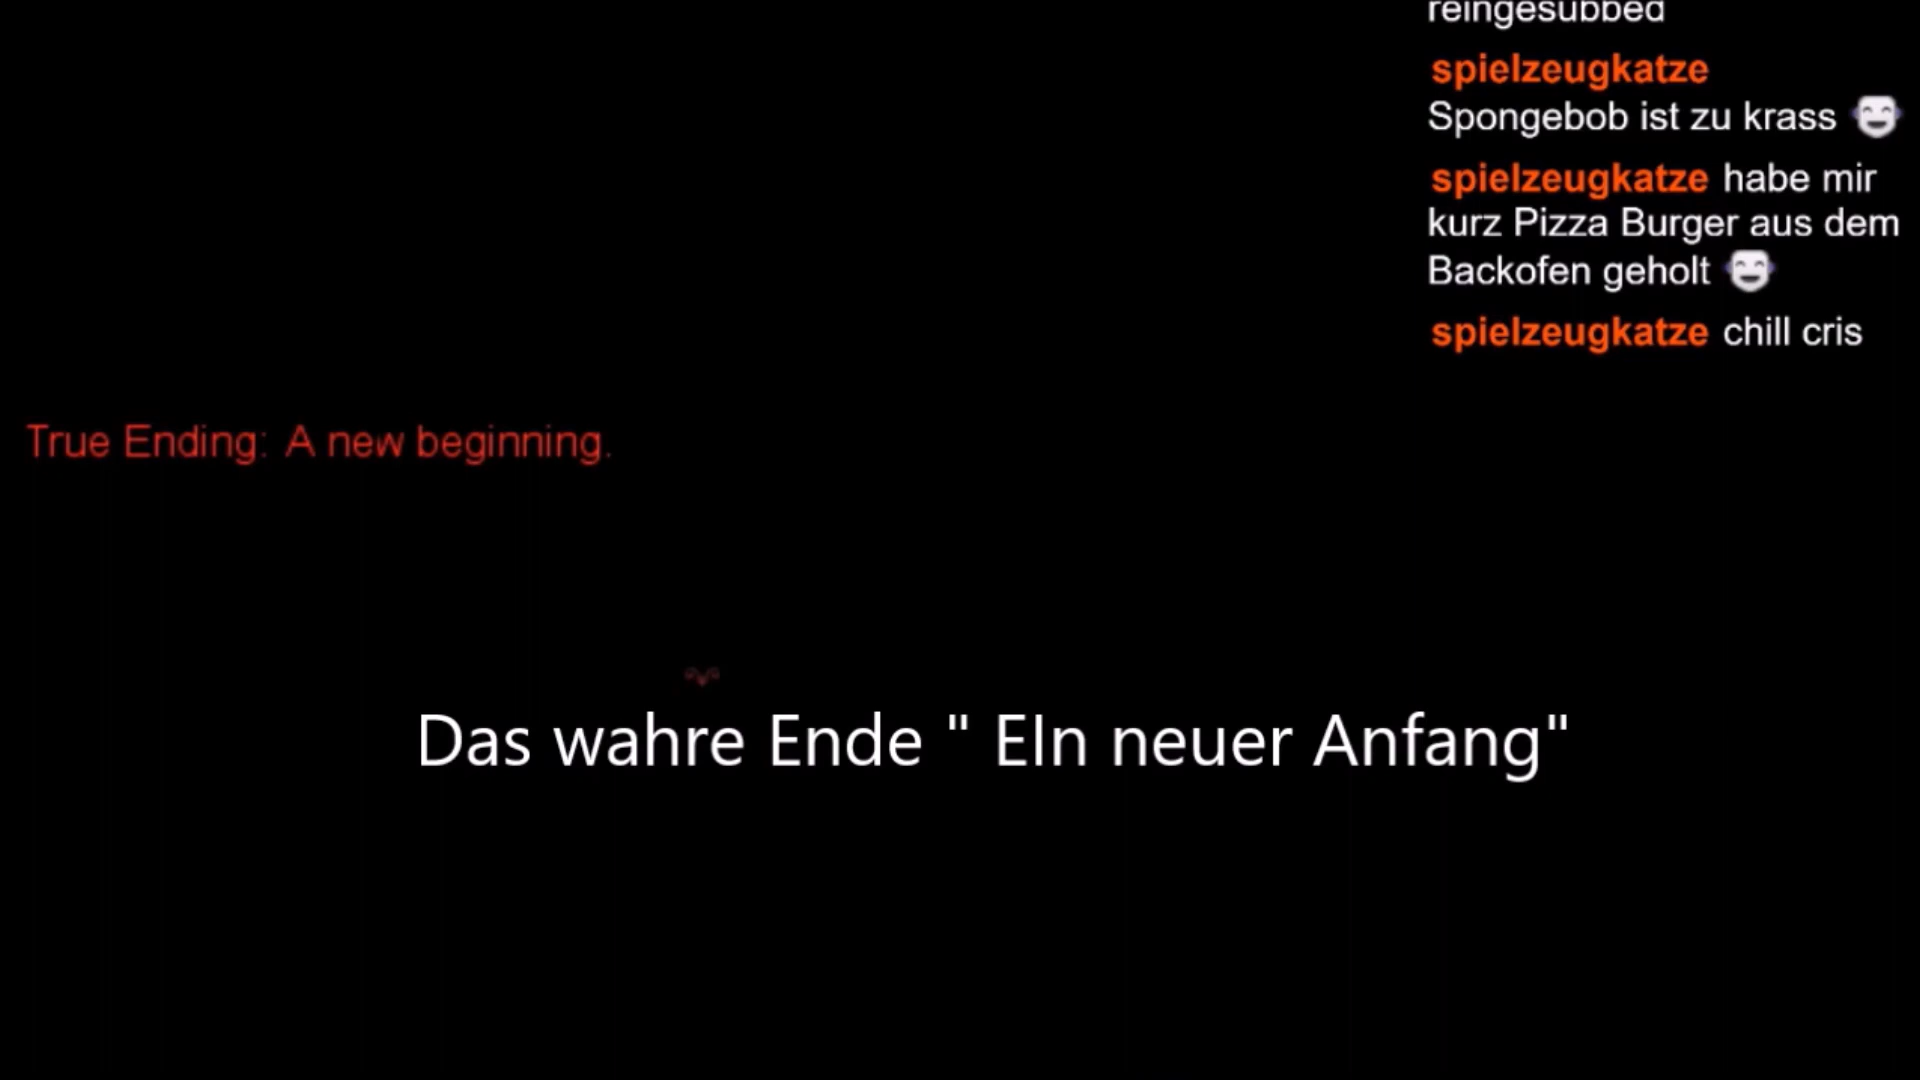 reingesubbed
spielzeugkatze
Spongebob ist zu krass
spielzeugkatze habe mir
kurz Pizza Burger aus dem
Backofen geholt
spielzeugkatze chill cris
True Ending: A new beginning.
Das wahre Ende " EIn neuer Anfang"